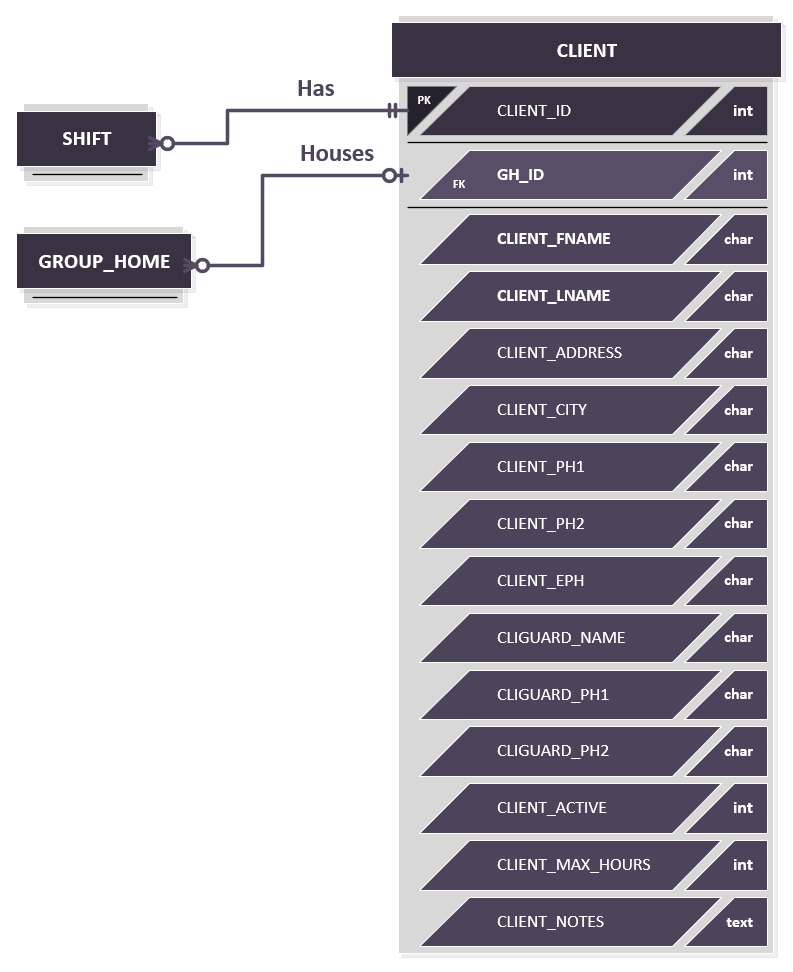 CLIENT
Has
PK
CLIENT_ID
int
SHIFT
Houses
FK
GH_ID
int
GROUP_HOME
CLIENT_FNAME
char
CLIENT_LNAME
char
CLIENT_ADDRESS
char
CLIENT_CITY
char
CLIENT_PH1
char
CLIENT_PH2
char
CLIENT_EPH
char
CLIGUARD_NAME
char
CLIGUARD_PH1
char
CLIGUARD_PH2
char
CLIENT_ACTIVE
int
CLIENT_MAX_HOURS
int
CLIENT_NOTES
text